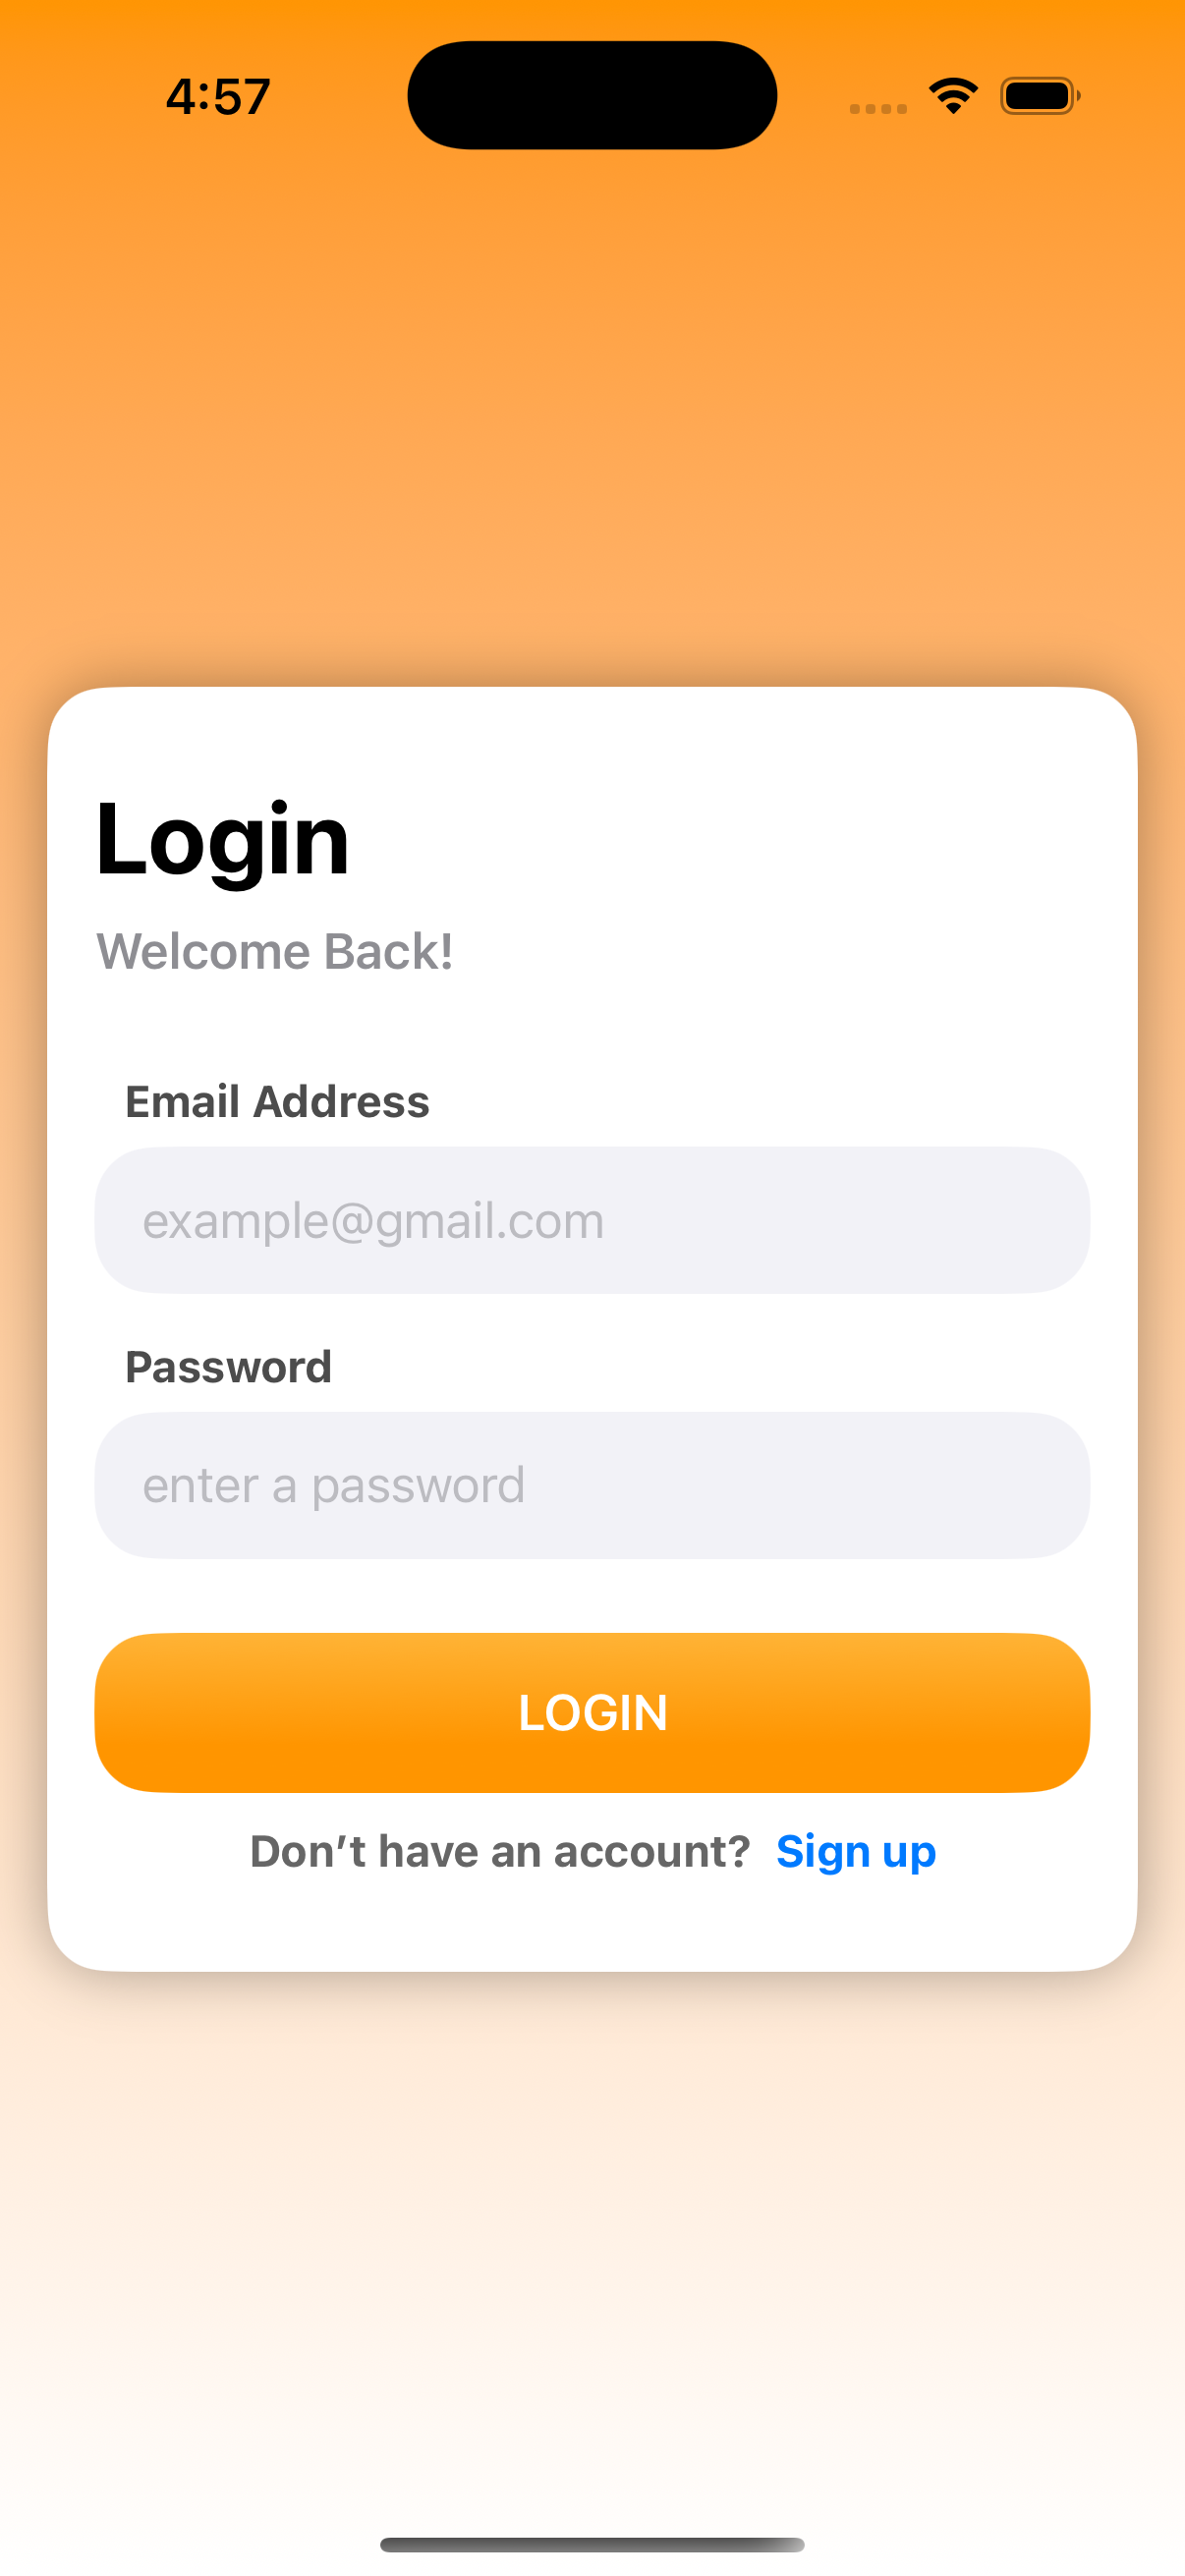 4:57
Login
Welcome Back!
Email Address
example@gmail.com
Password
enter a password
LOGIN
Don’t have an account? Sign up